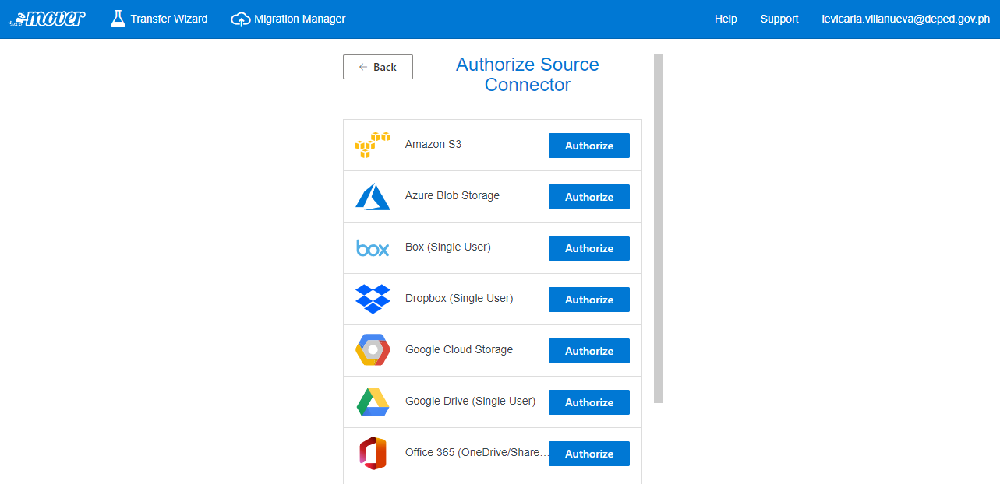 mover
Transfer Wizard
Migration Manager
Help
Support
levicarla.villanueva@deped.gov.ph
← Back
Authorize Source
Connector
Amazon S3
Authorize
Azure Blob Storage
Authorize
box
Box (Single User)
Authorize
Dropbox (Single User)
Authorize
Google Cloud Storage
Authorize
Google Drive (Single User)
Authorize
Office 365 (OneDrive/Share...
Authorize